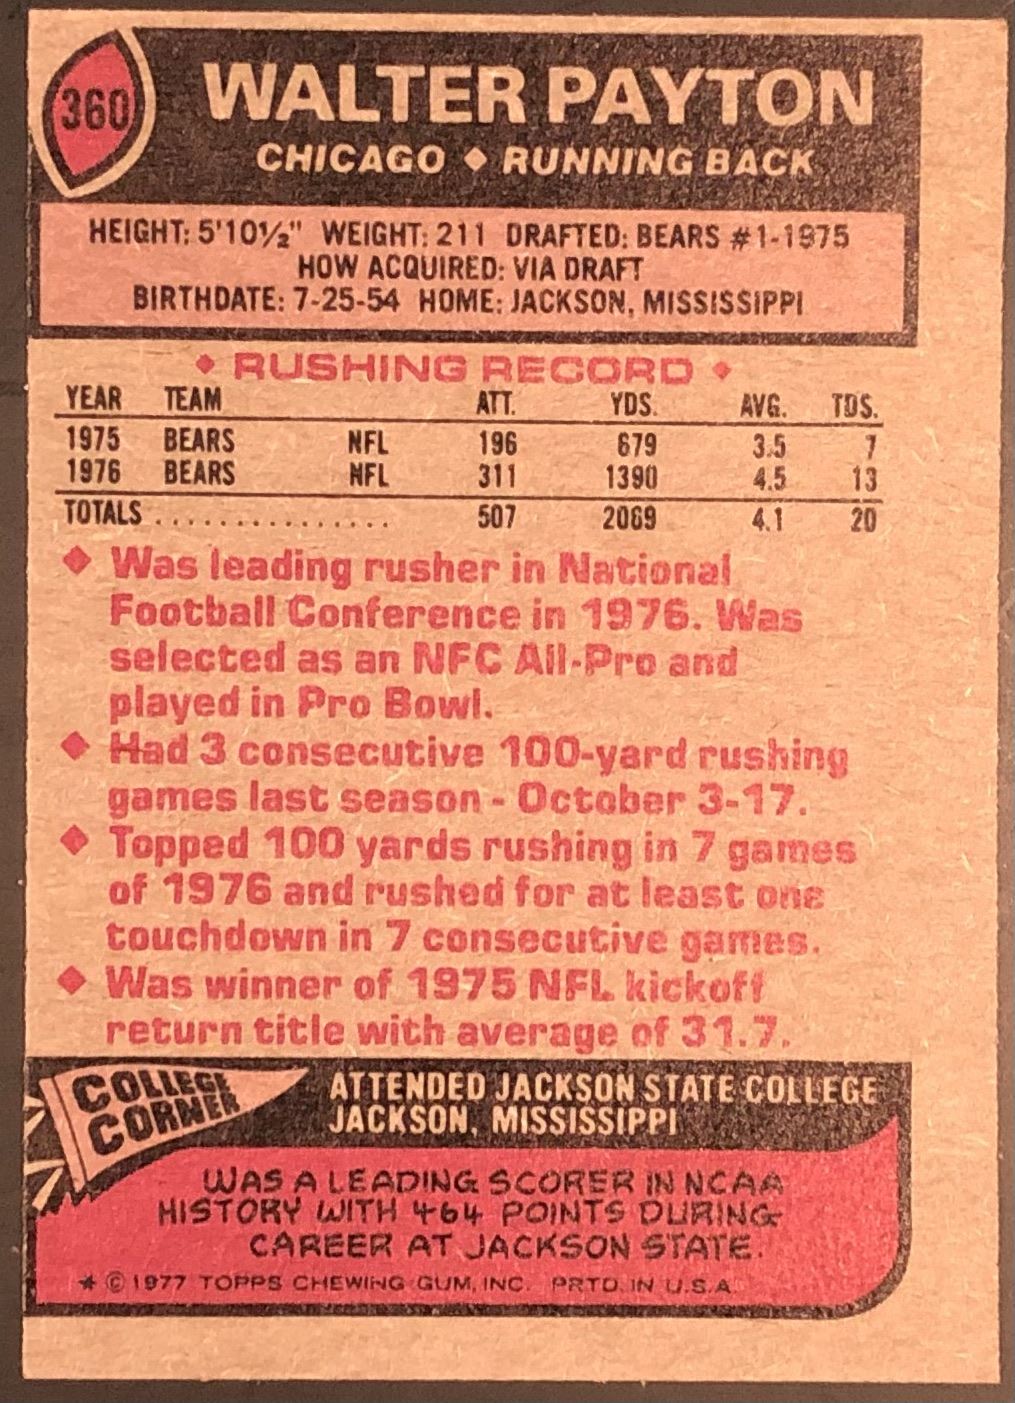 360
WALTER PAYTON
CHICAGO ♦ RUNNING BACK
HEIGHT: 5'10½" WEIGHT: 211 DRAFTED: BEARS #1-1975
HOW ACQUIRED: VIA DRAFT
BIRTHDATE: 7-25-54 HOME: JACKSON, MISSISSIPPI
♦ RUSHING RECORD ♦
YEAR TEAM ATT. YDS. AVG. TDS.
1975 BEARS NFL 196 679 3.5 7
1976 BEARS NFL 311 1390 4.5 13
TOTALS ............... 507 2069 4.1 20
♦ Was leading rusher in National
Football Conference in 1976. Was
selected as an NFC All-Pro and
played in Pro Bowl.
♦ Had 3 consecutive 100-yard rushing
games last season - October 3-17.
♦ Topped 100 yards rushing in 7 games
of 1976 and rushed for at least one
touchdown in 7 consecutive games.
♦ Was winner of 1975 NFL kickoff
return title with average of 31.7.
COLLEGE
CORNER
ATTENDED JACKSON STATE COLLEGE
JACKSON, MISSISSIPPI
WAS A LEADING SCORER IN NCAA
HISTORY WITH 464 POINTS DURING
CAREER AT JACKSON STATE.
* © 1977 TOPPS CHEWING GUM, INC. PRTD. IN U.S.A.